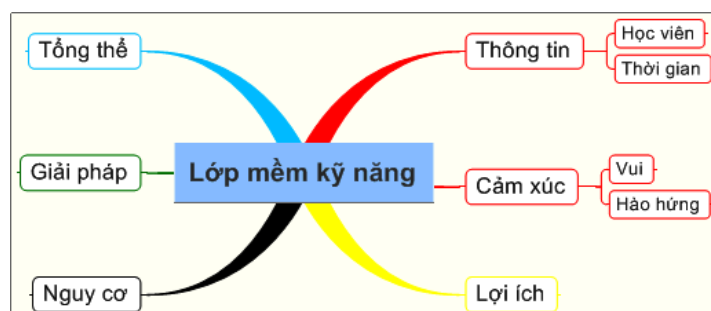 Tổng thể
Thông tin
Học viên
Thời gian
Giải pháp
Lớp mềm kỹ năng
Cảm xúc
Vui
Hào hứng
Nguy cơ
Lợi ích